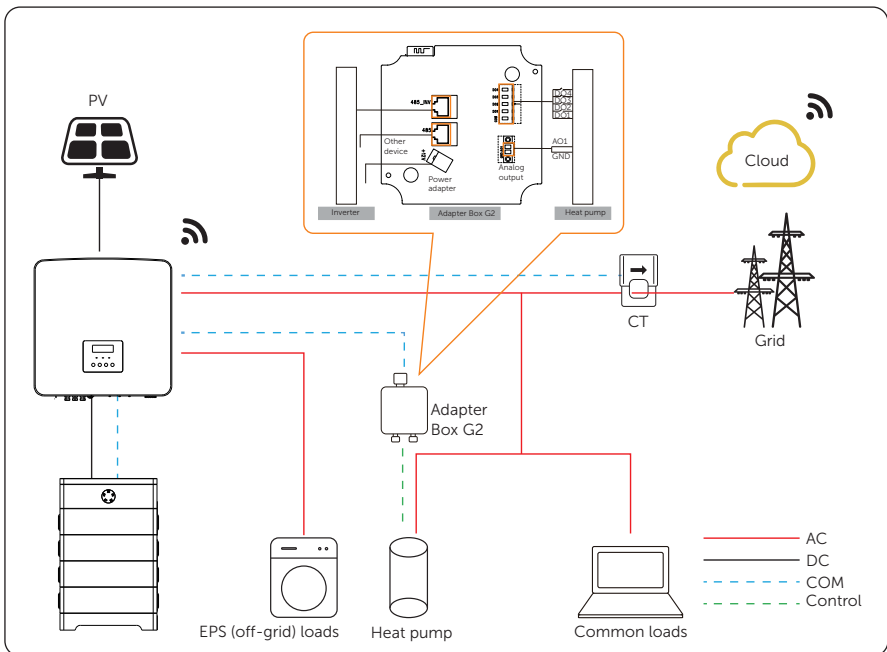 PV
485_INV
485
Other
device
AD+
Power
adapter
DO4
DO3
DO2
DO1
AO1
GND
Analog
output
Inverter
Adapter Box G2
Heat pump
Cloud
CT
Grid
Adapter
Box G2
EPS (off-grid) loads
Heat pump
Common loads
AC
DC
COM
Control